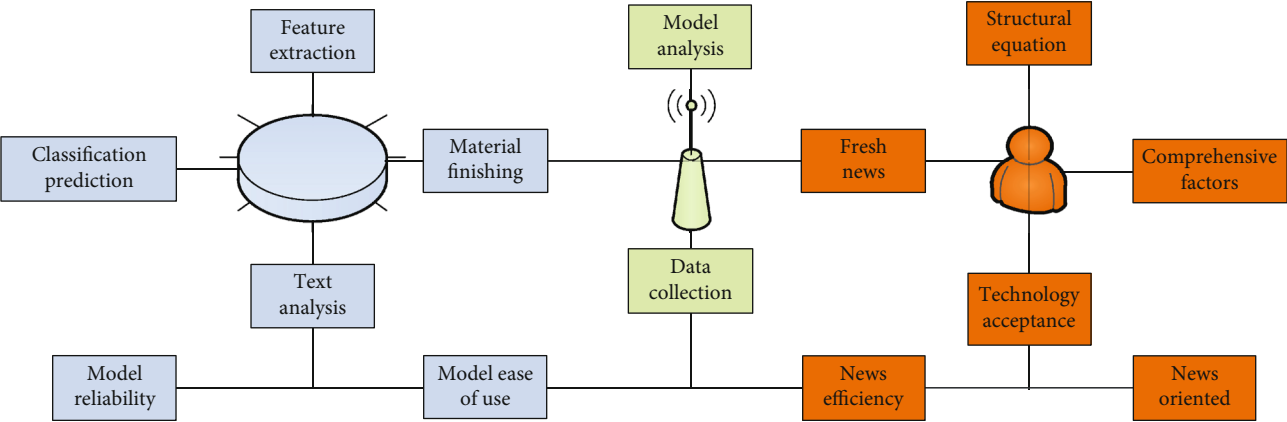 Feature
extraction
Model
analysis
Structural
equation
Classification
prediction
Material
finishing
Fresh
news
Comprehensive
factors
Text
analysis
Data
collection
Technology
acceptance
Model
reliability
Model ease
of use
News
efficiency
News
oriented